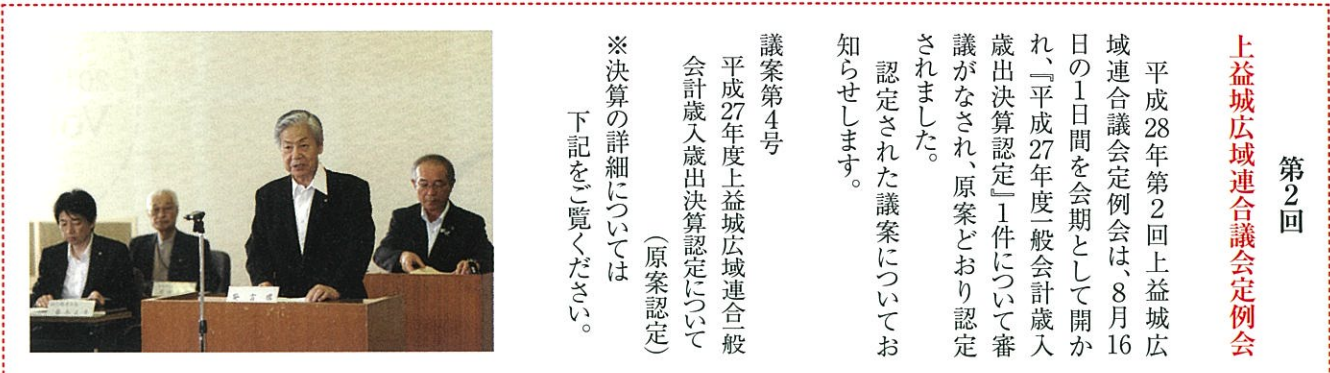 第2回
上益城広域連合議会定例会
平成28年第2回上益城広
域連合議会定例会は、8月16
日の1日間を会期として開か
れ、『平成27年度一般会計歳入
歳出決算認定』1件について審
議がなされ、原案どおり認定
されました。
認定された議案についてお
知らせします。
議案第4号
平成27年度上益城広域連合一般
会計歳入歳出決算認定について
（原案認定）
※決算の詳細については
下記をご覧ください。